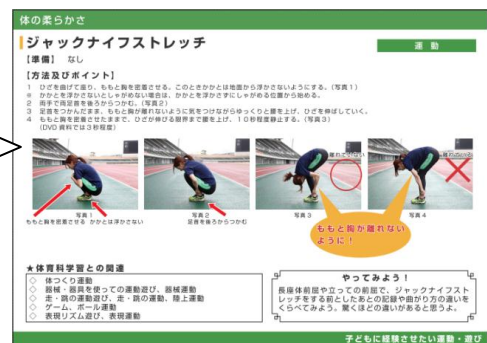 体の柔らかさ
ジャックナイフストレッチ
運動
【準備】 なし
【方法及びポイント】
1 ひざを曲げて座り、ももと胸を密着させる。このときかかとは地面から浮かさないようにする。(写真1)
※ かかとを浮かさないとしゃがめない場合は、かかとを浮かさずにしゃがめる位置から始める。
2 両手で両足首を後ろからつかむ。(写真2)
3 足首をつかんだまま、ももと胸が離れないように気をつけながらゆっくりと腰を上げ、ひざを伸ばしていく。
4 ももと胸を密着させたままで、ひざが伸びる限界まで腰を上げ、10秒程度静止する。(写真3)
(DVD資料では3秒程度)
離れていない
離れている
写真1
写真2
写真3
写真4
ももと胸を密着させる かかとは浮かさない
足首を後ろからつかむ
ももと胸が離れない
ように!
★体育科学習との関連
◇ 体つくり運動
◇ 器械・器具を使っての運動遊び、器械運動
◇ 走・跳の運動遊び、走・跳の運動、陸上運動
◇ ゲーム、ボール運動
◇ 表現リズム遊び、表現運動
やってみよう!
長座体前屈や立っての前屈で、ジャックナイフスト
レッチをする前としたあとの記録や曲がり方の違いを
くらべてみよう。驚くほどの違いがあると思うよ。
子どもに経験させたい運動・遊び